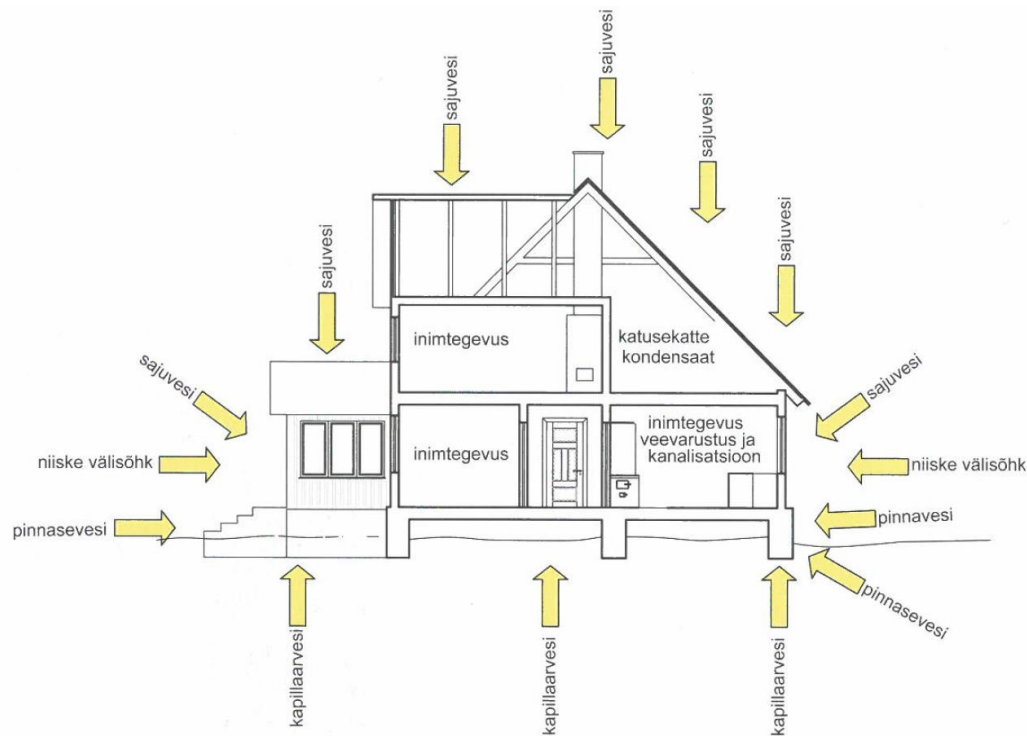 sajuvesi
sajuvesi
sajuvesi
sajuvesi
sajuvesi
inimtegevus
katusekatte
kondensaat
sajuvesi
sajuvesi
inimtegevus
inimtegevus
veevarustus ja
kanalisatsioon
niiske välisõhk
niiske välisõhk
pinnasevesi
pinnavesi
pinnasevesi
kapillaarvesi
kapillaarvesi
kapillaarvesi